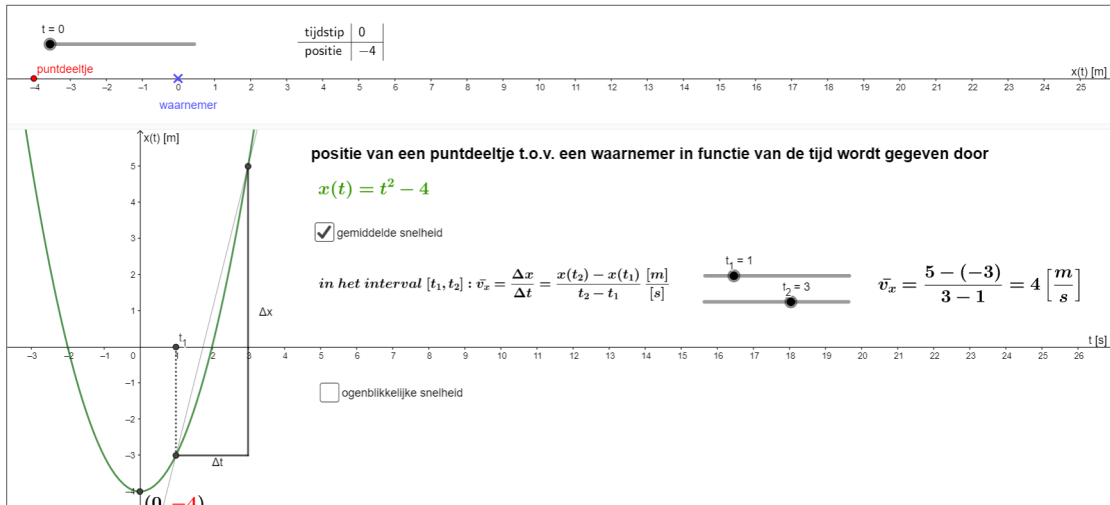 t = 0
tijdstip 0
positie −4
puntdeeltje
x(t) [m]
−4 −3 −2 −1 0 1 2 3 4 5 6 7 8 9 10 11 12 13 14 15 16 17 18 19 20 21 22 23 24 25
waarnemer
x(t) [m]
positie van een puntdeeltje t.o.v. een waarnemer in functie van de tijd wordt gegeven door
x(t) = t² − 4
gemiddelde snelheid
in het interval [t₁, t₂] : v̄ₓ = Δx/Δt = (x(t₂) − x(t₁))/(t₂ − t₁) [m]/[s]
t₁ = 1
t₂ = 3
v̄ₓ = (5 − (−3))/(3 − 1) = 4 [m/s]
5
4
3
2
1
Δx
t₁
t [s]
−3 −2 −1 0 1 2 3 4 5 6 7 8 9 10 11 12 13 14 15 16 17 18 19 20 21 22 23 24 25 26
ogenblikkelijke snelheid
−1
−2
−3
Δt
−4
(0, −4)